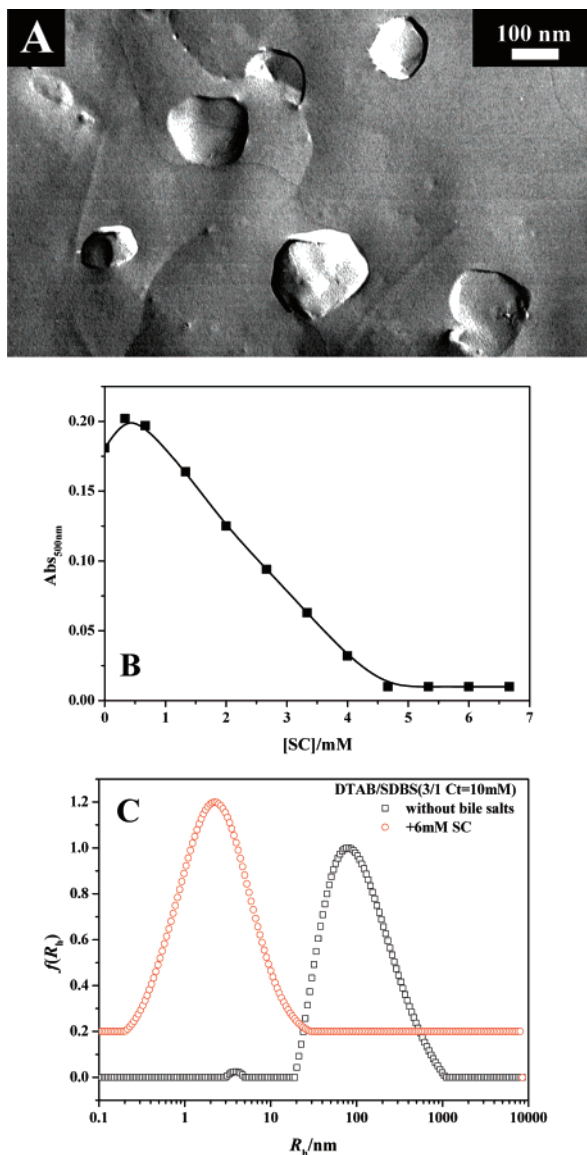 A
100 nm
0.20
0.15
0.10
0.05
0.00
Abs500nm
B
0 1 2 3 4 5 6 7
[SC]/mM
C
DTAB/SDBS(3/1 Ct=10mM)
without bile salts
+6mM SC
1.2
1.0
0.8
0.6
0.4
0.2
0.0
f(Rh)
0.1 1 10 100 1000 10000
Rh/nm